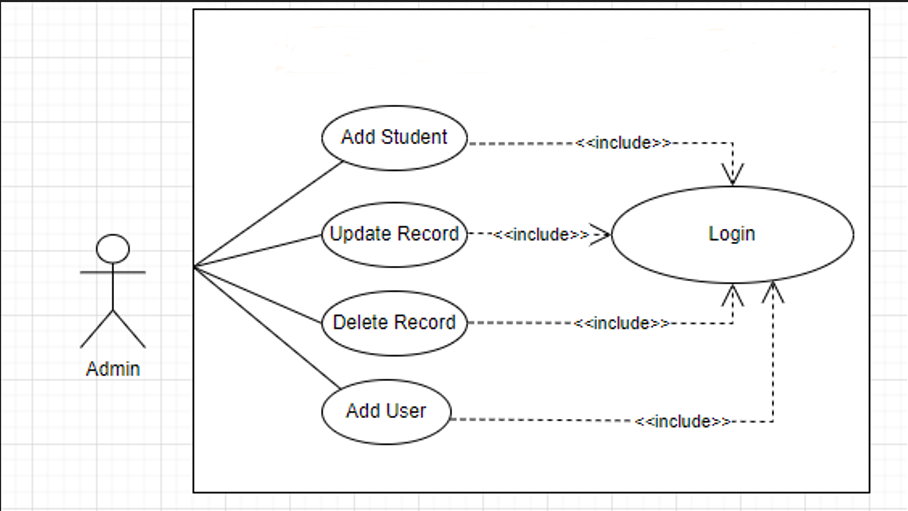 Add Student
<<include>>
Update Record
<<include>>
Login
Delete Record
<<include>>
Admin
Add User
<<include>>